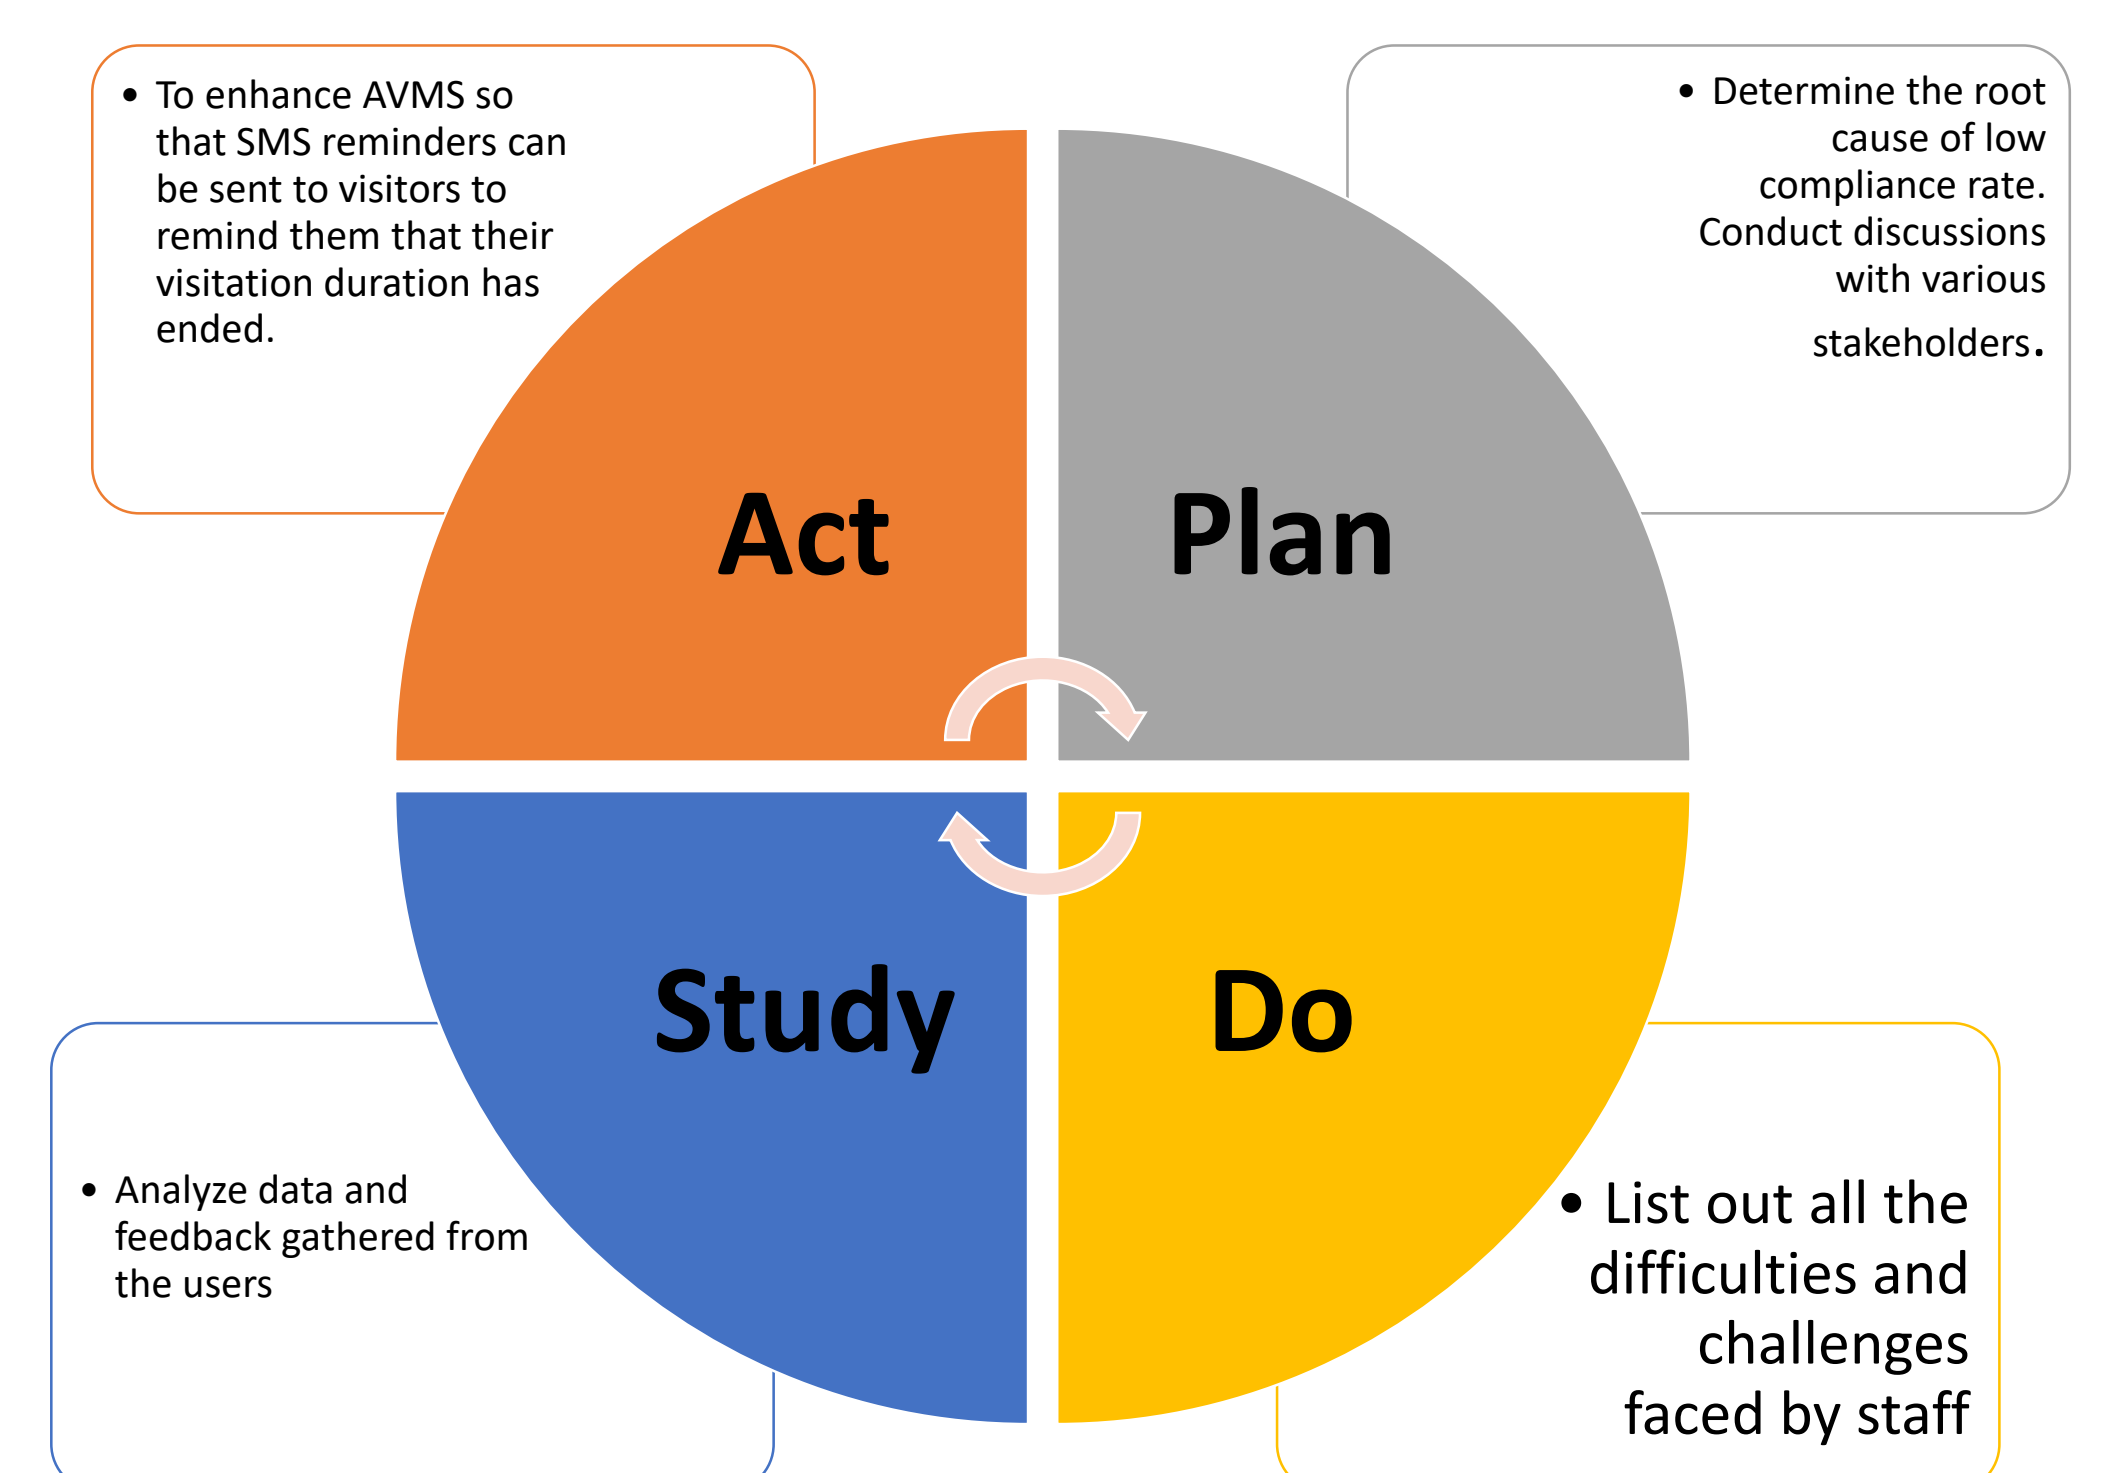 • To enhance AVMS so
that SMS reminders can
be sent to visitors to
remind them that their
visitation duration has
ended.
• Determine the root
cause of low
compliance rate.
Conduct discussions
with various
stakeholders.
Act
Plan
Study
Do
• Analyze data and
feedback gathered from
the users
• List out all the
difficulties and
challenges
faced by staff